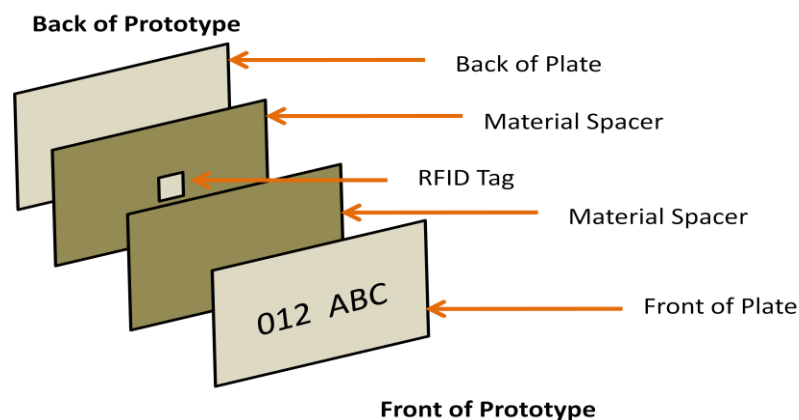 Back of Prototype
Back of Plate
Material Spacer
RFID Tag
Material Spacer
012 ABC
Front of Plate
Front of Prototype